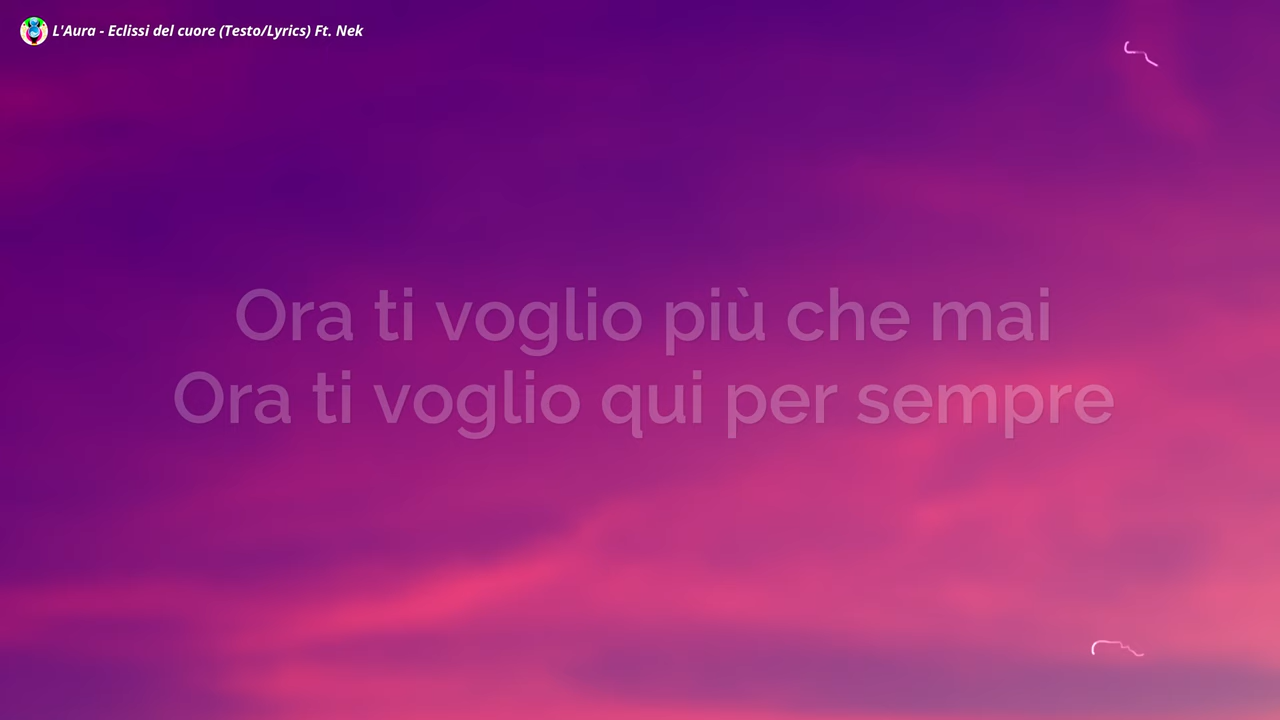 L'Aura - Eclissi del cuore (Testo/Lyrics) Ft. Nek
Ora ti voglio più che mai
Ora ti voglio qui per sempre